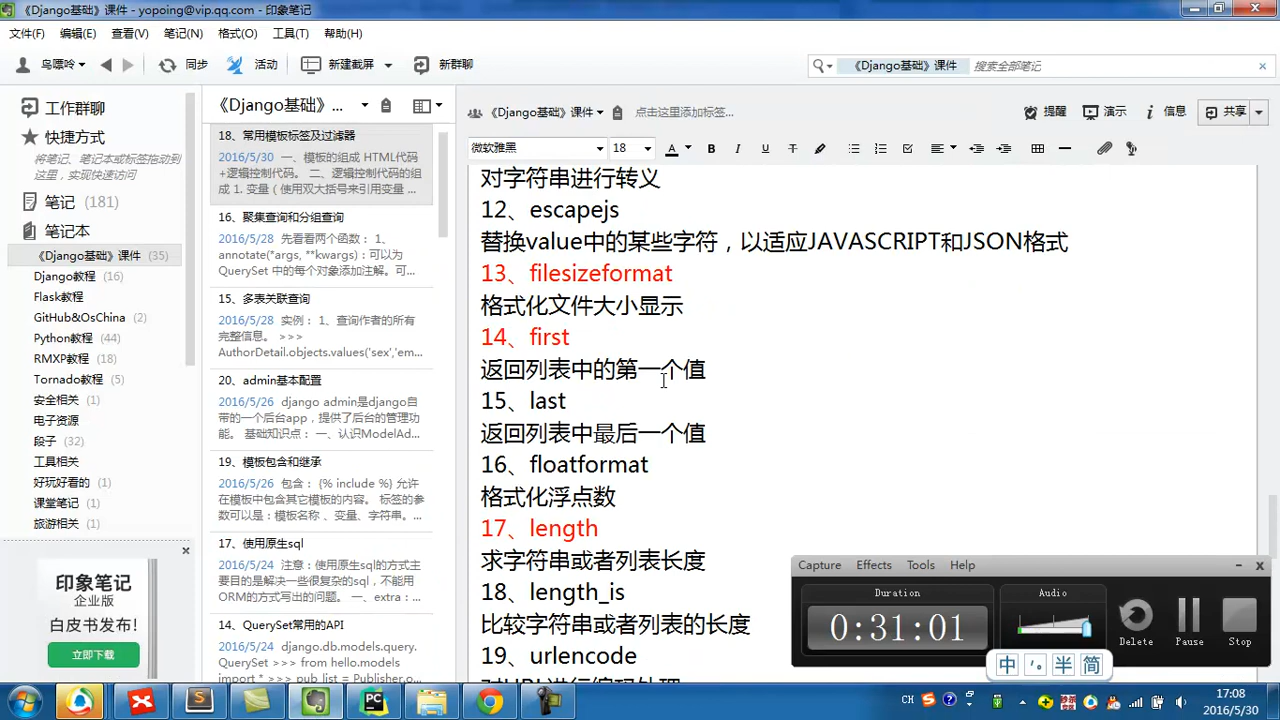 《Django基础》课件 - yopoing@vip.qq.com - 印象笔记
文件(F) 编辑(E) 查看(V) 笔记(N) 格式(O) 工具(T) 帮助(H)
鸟嘌呤 同步 活动 新建截屏 新群聊
《Django基础》课件 搜索全部笔记
工作群聊
快捷方式
将笔记、笔记本或标签拖动到
这里，实现快速访问
笔记 (181)
笔记本
《Django基础》课件 (35)
Django教程 (16)
Flask教程
GitHub&OsChina (2)
Python教程 (44)
RMXP教程 (18)
Tornado教程 (5)
安全相关 (1)
电子资源
段子 (32)
工具相关
好玩好看的 (1)
课堂笔记 (1)
旅游相关 (1)
印象笔记
企业版
白皮书发布！
立即下载
《Django基础》...
18、常用模板标签及过滤器
2016/5/30 一、模板的组成 HTML代码
+逻辑控制代码。 二、逻辑控制代码的组
成 1. 变量（使用双大括号来引用变量 ...
16、聚集查询和分组查询
2016/5/28 先看看两个函数： 1、
annotate(*args, **kwargs)：可以为
QuerySet 中的每个对象添加注解。可...
15、多表关联查询
2016/5/28 实例： 1、查询作者的所有
完整信息。 >>>
AuthorDetail.objects.values('sex','em...
20、admin基本配置
2016/5/26 django admin是django自
带的一个后台app，提供了后台的管理功
能。 基础知识点： 一、认识ModelAd...
19、模板包含和继承
2016/5/26 包含： {% include %} 允许
在模板中包含其它模板的内容。 标签的参
数可以是：模板名称 、变量、字符串。...
17、使用原生sql
2016/5/24 注意：使用原生sql的方式主
要目的是解决一些很复杂的sql，不能用
ORM的方式写出的问题。 一、extra：...
14、QuerySet常用的API
2016/5/24 django.db.models.query.
QuerySet >>> from hello.models
import * >>> pub_list = Publisher.o...
《Django基础》课件 点击这里添加标签... 提醒 演示 信息 共享
微软雅黑 18 A B I U T
对字符串进行转义
12、escapejs
替换value中的某些字符，以适应JAVASCRIPT和JSON格式
13、filesizeformat
格式化文件大小显示
14、first
返回列表中的第一个值
15、last
返回列表中最后一个值
16、floatformat
格式化浮点数
17、length
求字符串或者列表长度
18、length_is
比较字符串或者列表的长度
19、urlencode
对URL进行编码处理
Capture Effects Tools Help
Duration Audio
0:31:01
Delete Pause Stop
中 半 简
CH
17:08
2016/5/30